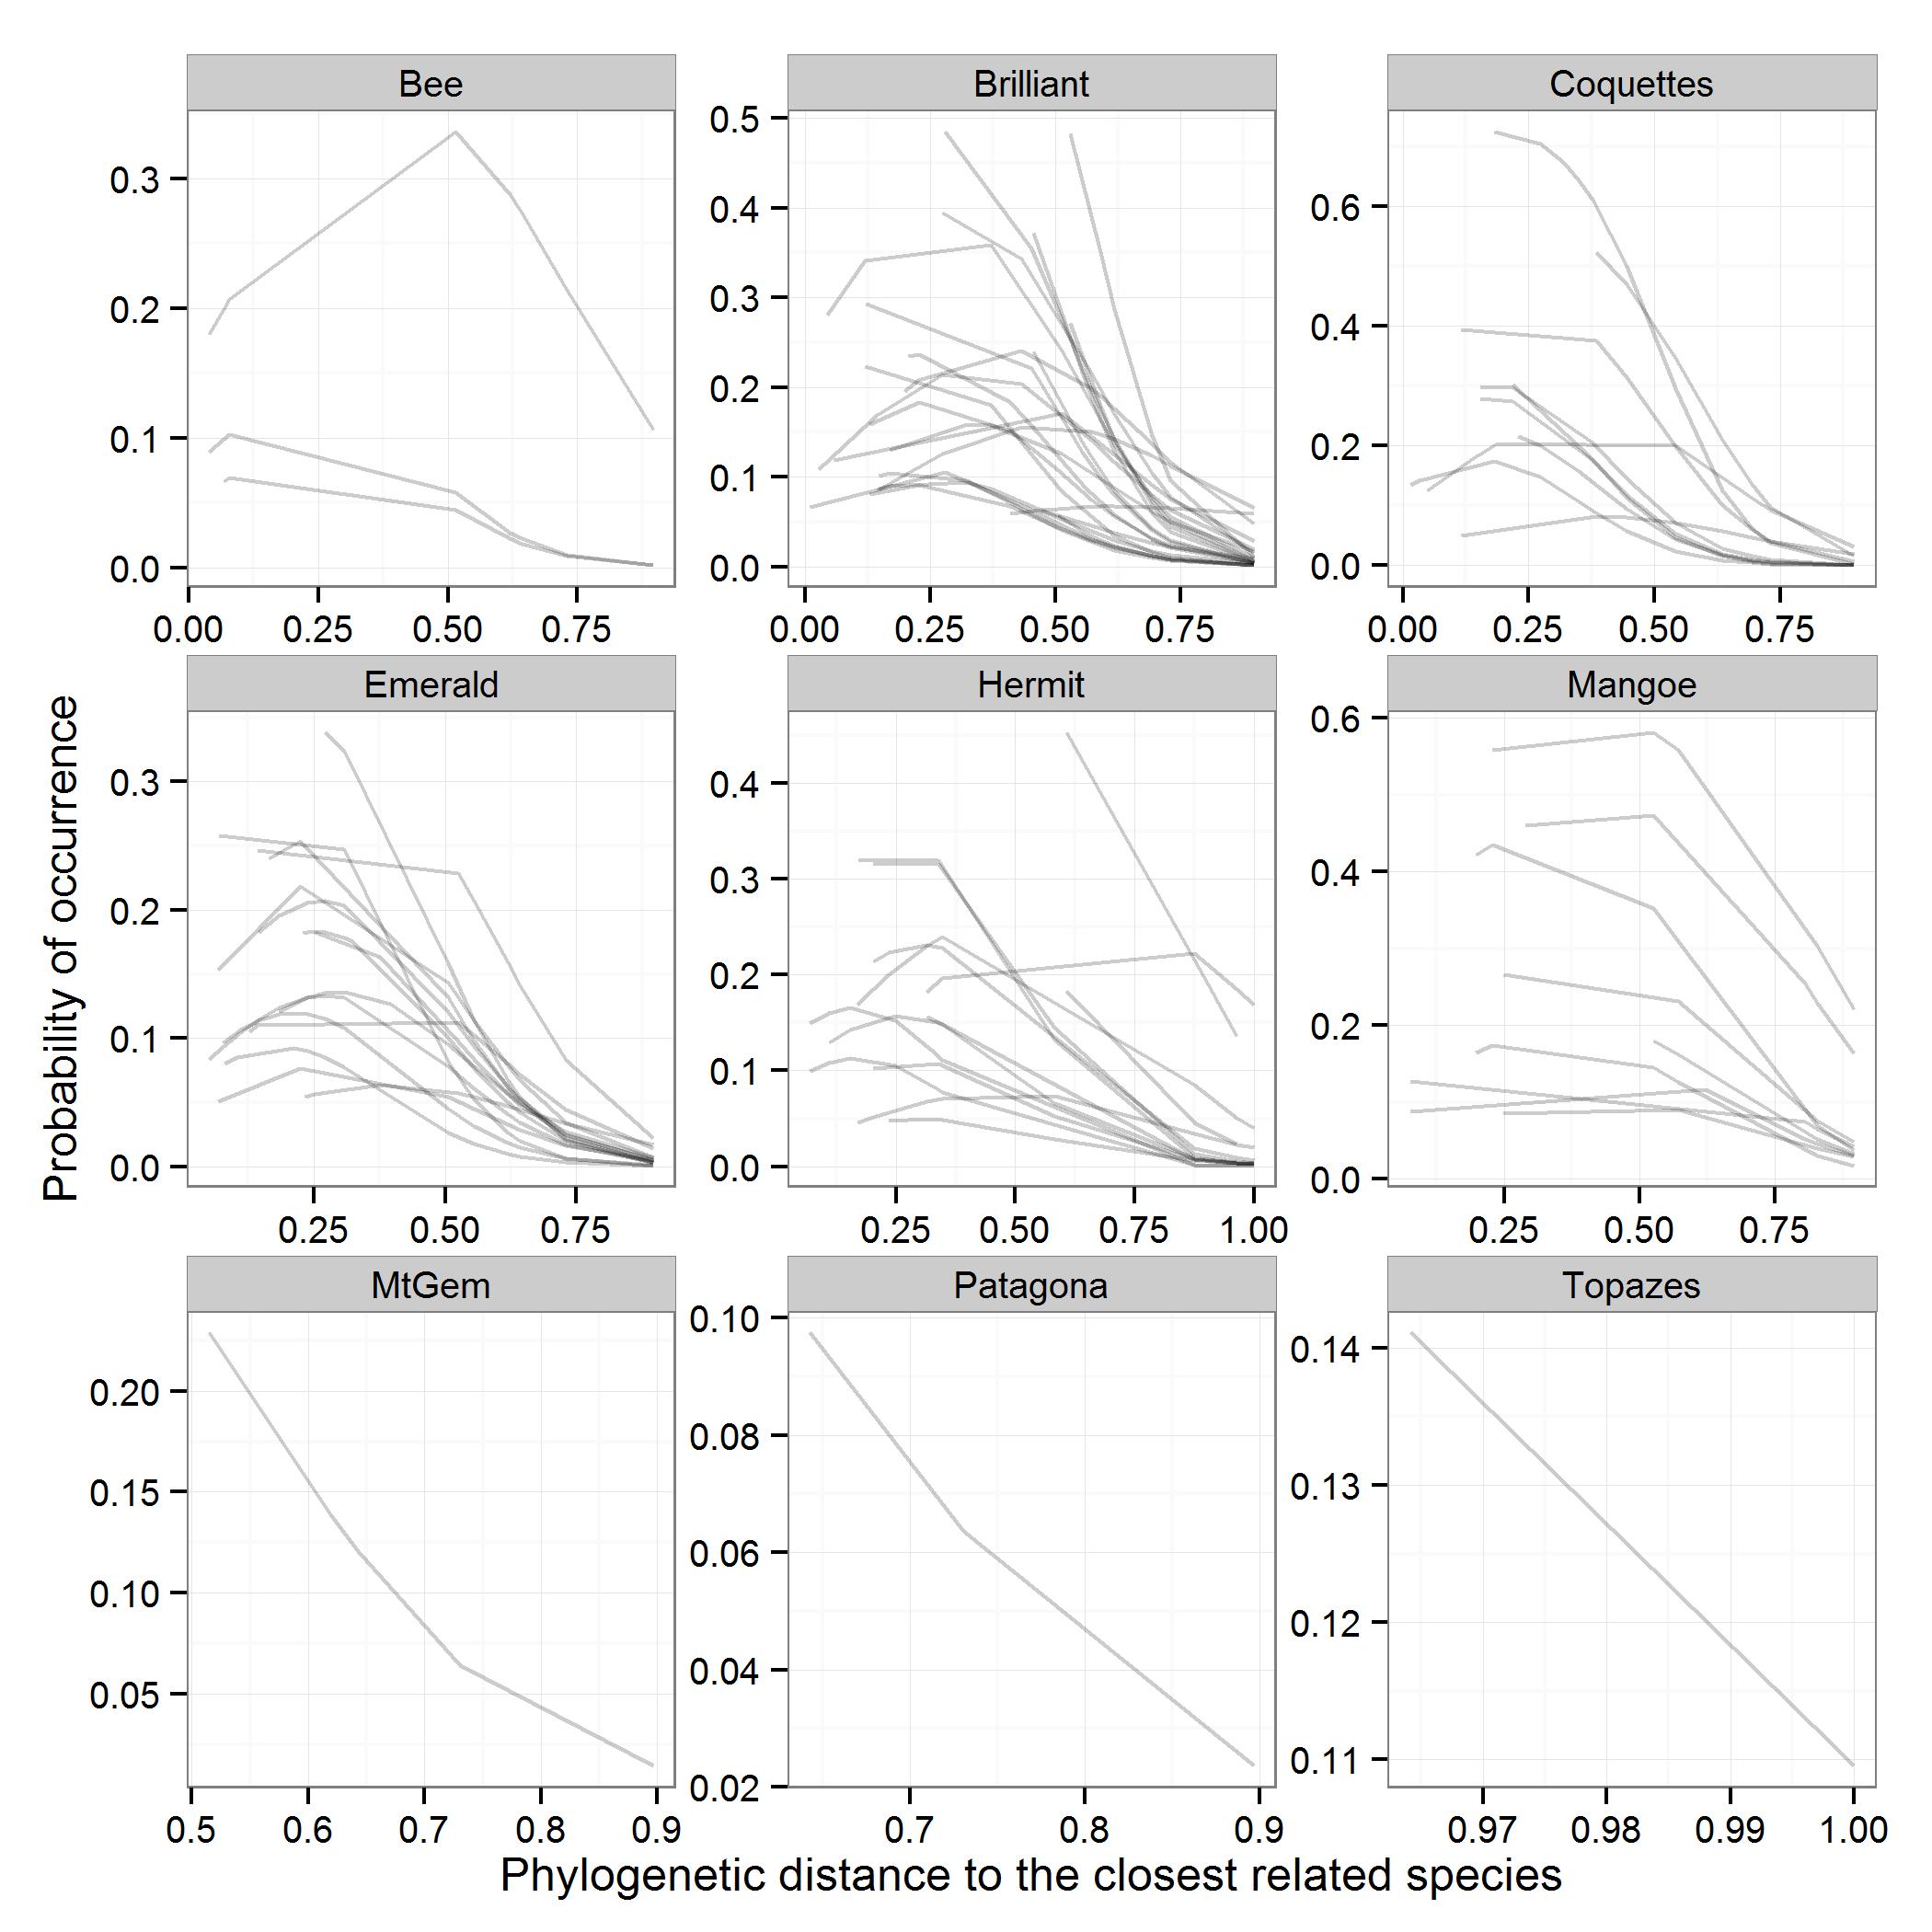 Bee Brilliant Coquettes
0.3
0.2
0.1
0.0
0.00 0.25 0.50 0.75
0.5
0.4
0.3
0.2
0.1
0.0
0.00 0.25 0.50 0.75
0.6
0.4
0.2
0.0
0.00 0.25 0.50 0.75
Probability of occurrence
Emerald Hermit Mangoe
0.3
0.2
0.1
0.0
0.25 0.50 0.75
0.4
0.3
0.2
0.1
0.0
0.25 0.50 0.75 1.00
0.6
0.4
0.2
0.0
0.25 0.50 0.75
MtGem Patagona Topazes
0.20
0.15
0.10
0.05
0.5 0.6 0.7 0.8 0.9
0.10
0.08
0.06
0.04
0.02
0.7 0.8 0.9
0.14
0.13
0.12
0.11
0.97 0.98 0.99 1.00
Phylogenetic distance to the closest related species